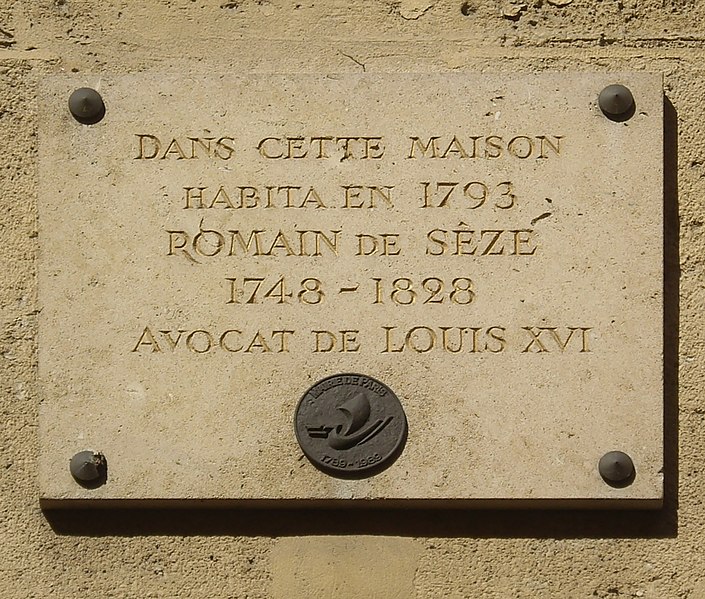 DANS CETTE MAISON
HABITA EN 1793
ROMAIN DE SÊZE
1748 - 1828
AVOCAT DE LOUIS XVI
MAIRIE DE PARIS
1789-1989